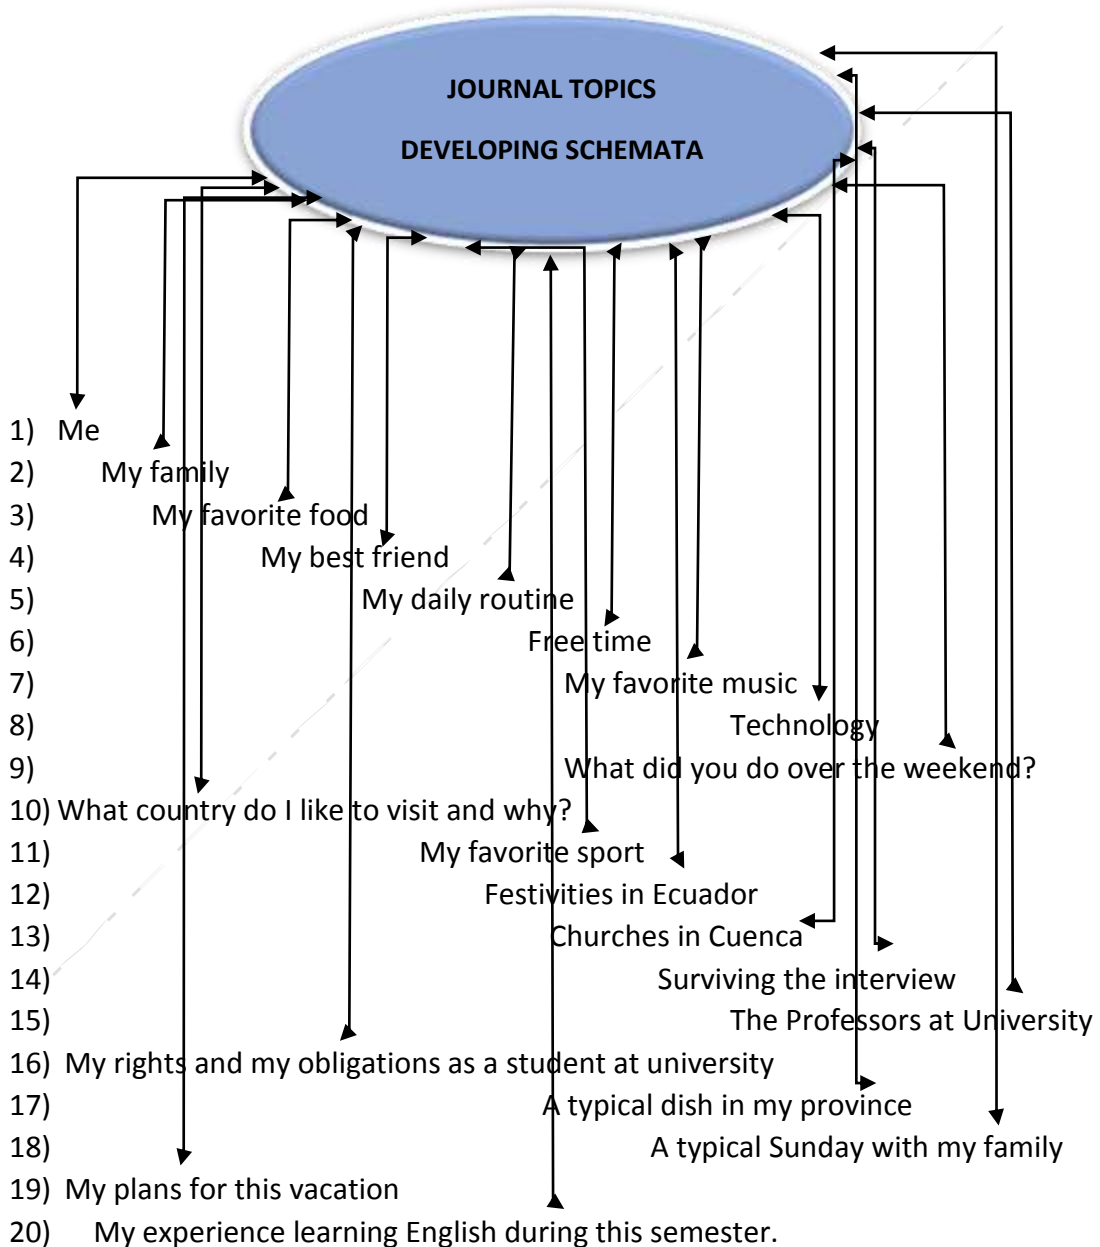 JOURNAL TOPICS
DEVELOPING SCHEMATA
1) Me
2) My family
3) My favorite food
4) My best friend
5) My daily routine
6) Free time
7) My favorite music
8) Technology
9) What did you do over the weekend?
10) What country do I like to visit and why?
11) My favorite sport
12) Festivities in Ecuador
13) Churches in Cuenca
14) Surviving the interview
15) The Professors at University
16) My rights and my obligations as a student at university
17) A typical dish in my province
18) A typical Sunday with my family
19) My plans for this vacation
20) My experience learning English during this semester.